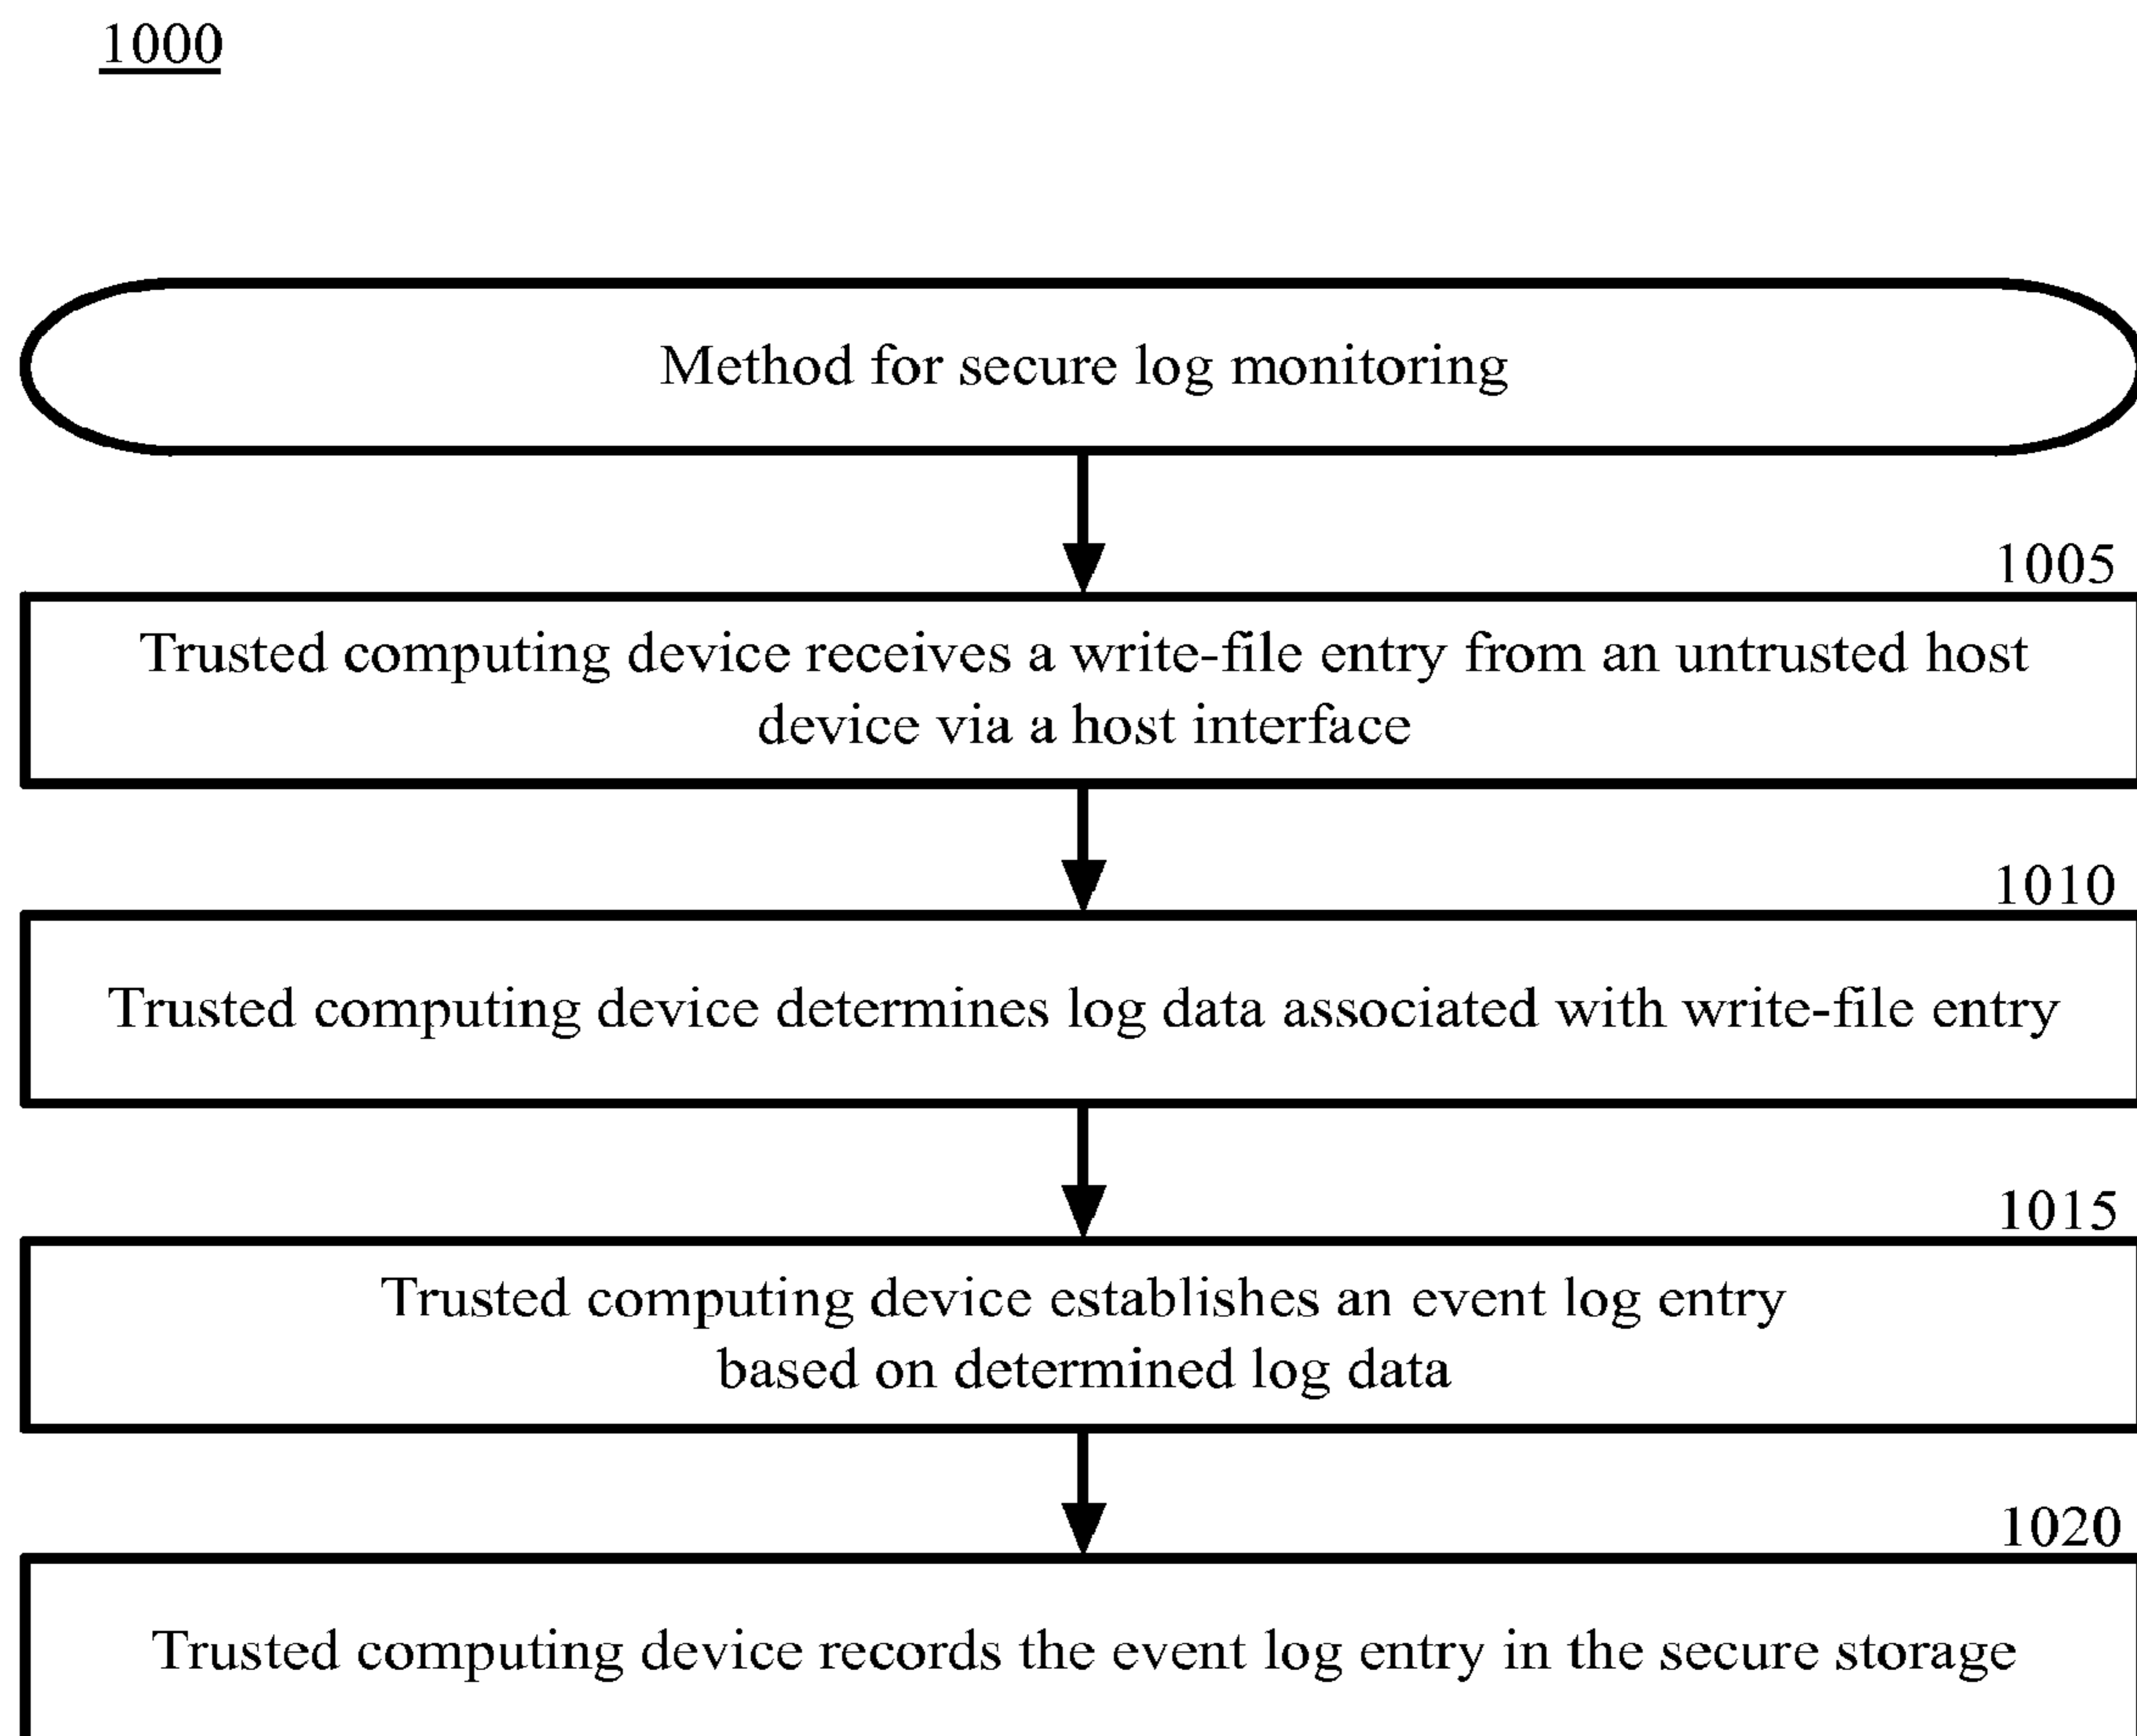 1000
Method for secure log monitoring
1005
Trusted computing device receives a write-file entry from an untrusted host
device via a host interface
1010
Trusted computing device determines log data associated with write-file entry
1015
Trusted computing device establishes an event log entry
based on determined log data
1020
Trusted computing device records the event log entry in the secure storage